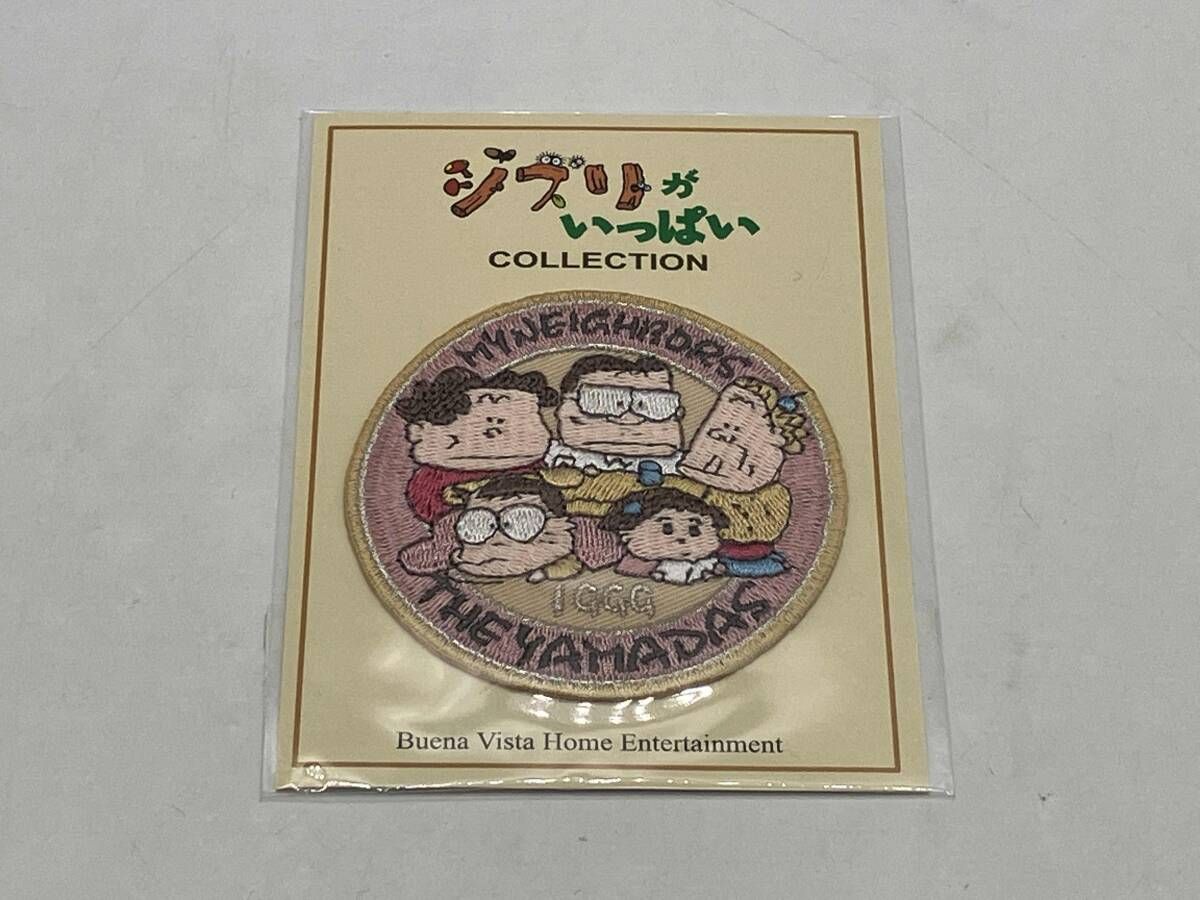 ジブリが
いっぱい
COLLECTION
MY NEIGHBORS
1999
THE YAMADAS
Buena Vista Home Entertainment